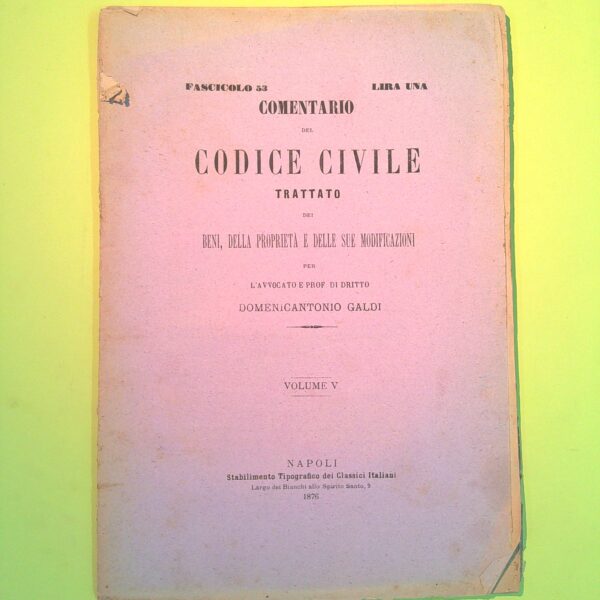 FASCICOLO 53 LIRA UNA
COMENTARIO
DEL
CODICE CIVILE
TRATTATO
DEI
BENI, DELLA PROPRIETÀ E DELLE SUE MODIFICAZIONI
PER
L'AVVOCATO E PROF. DI DRITTO
DOMENICANTONIO GALDI
VOLUME V
NAPOLI
Stabilimento Tipografico dei Classici Italiani
Largo dei Bianchi allo Spirito Santo, 9
1876